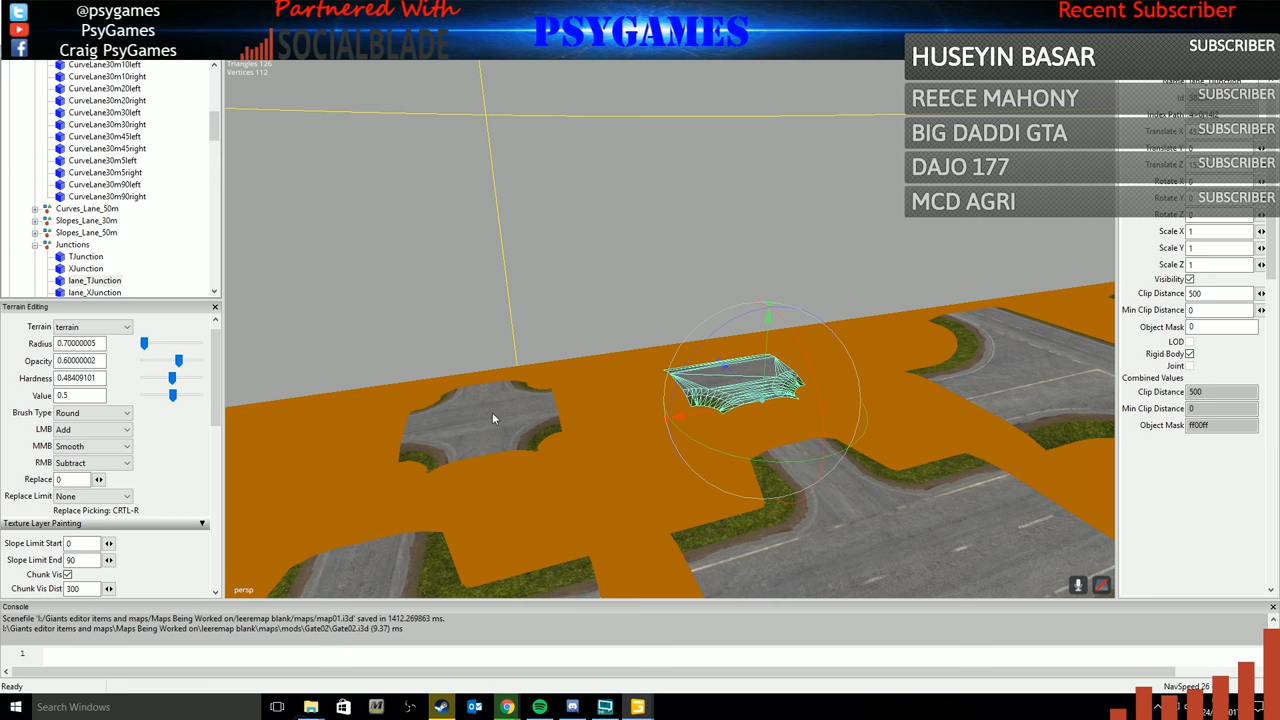 @psygames
PsyGames
Craig PsyGames
Partnered With
SOCIALBLADE
PSYGAMES
Recent Subscriber
HUSEYIN BASAR SUBSCRIBER
REECE MAHONY SUBSCRIBER
BIG DADDI GTA SUBSCRIBER
DAJO 177 SUBSCRIBER
MCD AGRI SUBSCRIBER
CurveLane30m10left
CurveLane30m10right
CurveLane30m20left
CurveLane30m20right
CurveLane30m30left
CurveLane30m30right
CurveLane30m45left
CurveLane30m45right
CurveLane30m5left
CurveLane30m5right
CurveLane30m90left
CurveLane30m90right
Curves_Lane_50m
Slopes_Lane_30m
Slopes_Lane_50m
Junctions
TJunction
XJunction
lane_TJunction
lane_XJunction
Triangles 126
Vertices 112
Terrain Editing
Terrain terrain
Radius 0.70000005
Opacity 0.60000002
Hardness 0.48409101
Value 0.5
Brush Type Round
LMB Add
MMB Smooth
RMB Subtract
Replace 0
Replace Limit None
Replace Picking: CRTL-R
Texture Layer Painting
Slope Limit Start 0
Slope Limit End 90
Chunk Vis
Chunk Vis Dist 300
persp
Index Path
Translate X
Translate Y
Translate Z
Rotate X
Rotate Y
Rotate Z
Scale X 1
Scale Y 1
Scale Z 1
Visibility
Clip Distance 500
Min Clip Distance 0
Object Mask 0
LOD
Rigid Body
Joint
Combined Values
Clip Distance 500
Min Clip Distance 0
Object Mask ff00ff
Console
Scenefile 'I:/Giants editor items and maps/Maps Being Worked on/leeremap blank/maps/map01.i3d' saved in 1412.269863 ms.
I:\Giants editor items and maps\Maps Being Worked on\leeremap blank\maps\mods\Gate02\Gate02.i3d (9.37) ms
1
Ready
NavSpeed 26
Search Windows